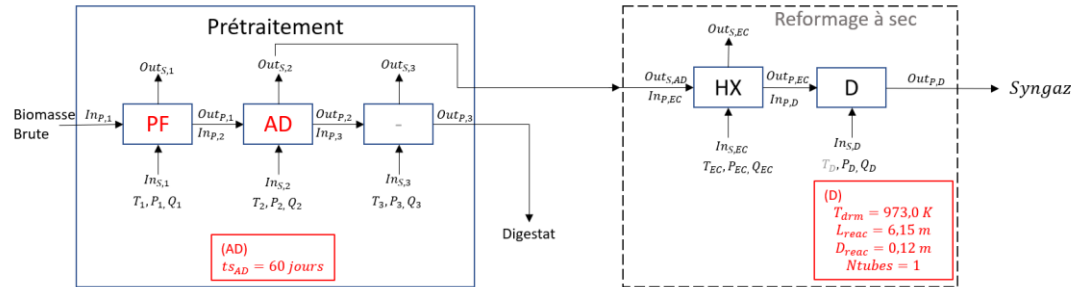 Prétraitement
Reformage à sec
Out_{S,1}
Out_{S,2}
Out_{S,3}
Out_{S,EC}
Biomasse
Brute
In_{P,1}
PF
Out_{P,1}
In_{P,2}
AD
Out_{P,2}
In_{P,3}
-
Out_{P,3}
Out_{S,AD}
In_{P,EC}
HX
Out_{P,EC}
In_{P,D}
D
Out_{P,D}
Syngaz
In_{S,1}
T_1, P_1, Q_1
In_{S,2}
T_2, P_2, Q_2
In_{S,3}
T_3, P_3, Q_3
In_{S,EC}
T_{EC}, P_{EC}, Q_{EC}
In_{S,D}
T_D, P_D, Q_D
Digestat
(AD)
ts_{AD} = 60 jours
(D)
T_{drm} = 973,0 K
L_{reac} = 6,15 m
D_{reac} = 0,12 m
Ntubes = 1